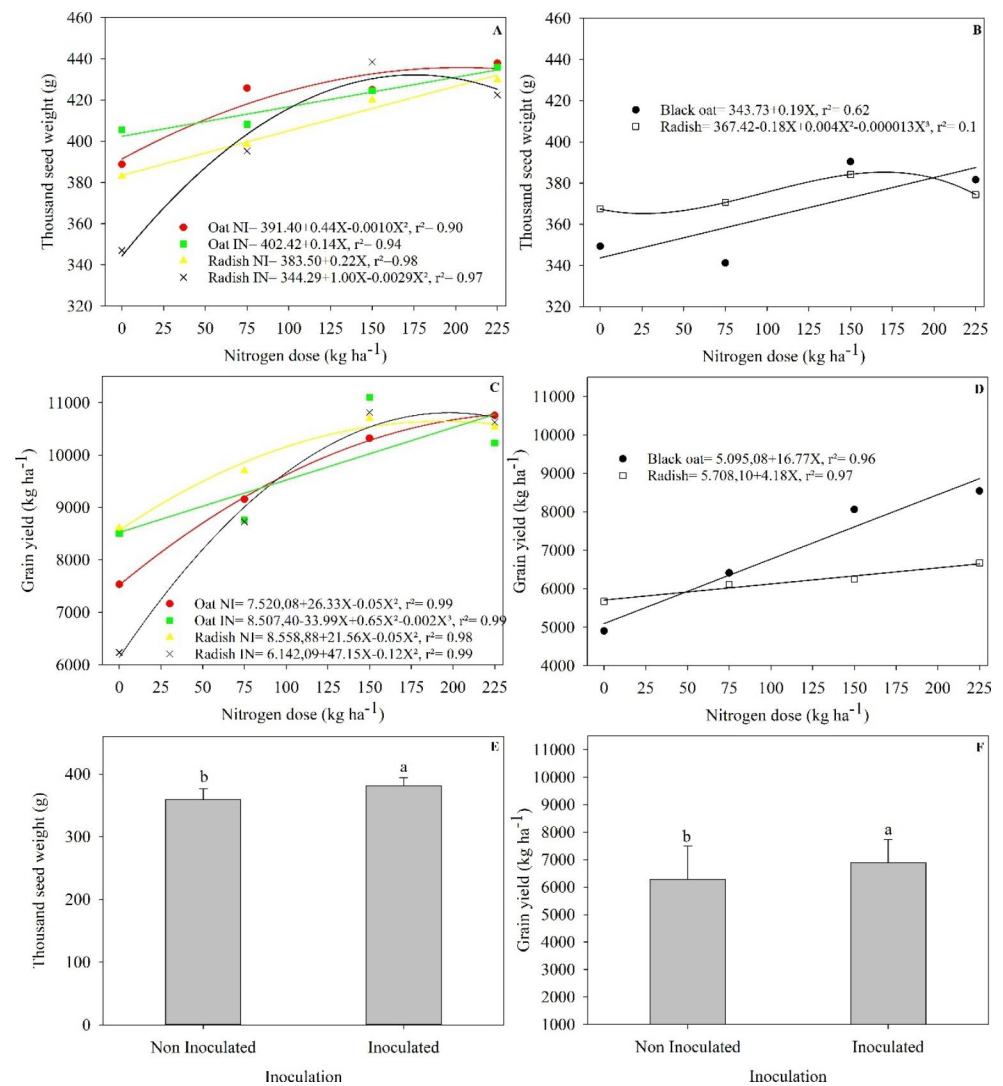 A
Thousand seed weight (g)
460
440
420
400
380
360
340
320
Oat NI= 391.40+0.44X-0.0010X², r²= 0.90
Oat IN= 402.42+0.14X, r²= 0.94
Radish NI= 383.50+0.22X, r²=0.98
Radish IN= 344.29+1.00X-0.0029X², r²= 0.97
0 25 50 75 100 125 150 175 200 225
Nitrogen dose (kg ha⁻¹)
B
Thousand seed weight (g)
460
440
420
400
380
360
340
320
Black oat= 343.73+0.19X, r²= 0.62
Radish= 367.42-0.18X+0.004X²-0.000013X³, r²= 0.1
0 25 50 75 100 125 150 175 200 225
Nitrogen dose (kg ha⁻¹)
C
Grain yield (kg ha⁻¹)
11000
10000
9000
8000
7000
6000
Oat NI= 7.520,08+26.33X-0.05X², r²= 0.99
Oat IN= 8.507,40-33.99X+0.65X²-0.002X³, r²= 0.99
Radish NI= 8.558,88+21.56X-0.05X², r²= 0.98
Radish IN= 6.142,09+47.15X-0.12X², r²= 0.99
0 25 50 75 100 125 150 175 200 225
Nitrogen dose (kg ha⁻¹)
D
Grain yield (kg ha⁻¹)
11000
10000
9000
8000
7000
6000
5000
4000
Black oat= 5.095,08+16.77X, r²= 0.96
Radish= 5.708,10+4.18X, r²= 0.97
0 25 50 75 100 125 150 175 200 225
Nitrogen dose (kg ha⁻¹)
E
Thousand seed weight (g)
400
300
200
100
0
b
a
Non Inoculated Inoculated
Inoculation
F
Grain yield (kg ha⁻¹)
11000
10000
9000
8000
7000
6000
5000
4000
3000
2000
1000
b
a
Non Inoculated Inoculated
Inoculation